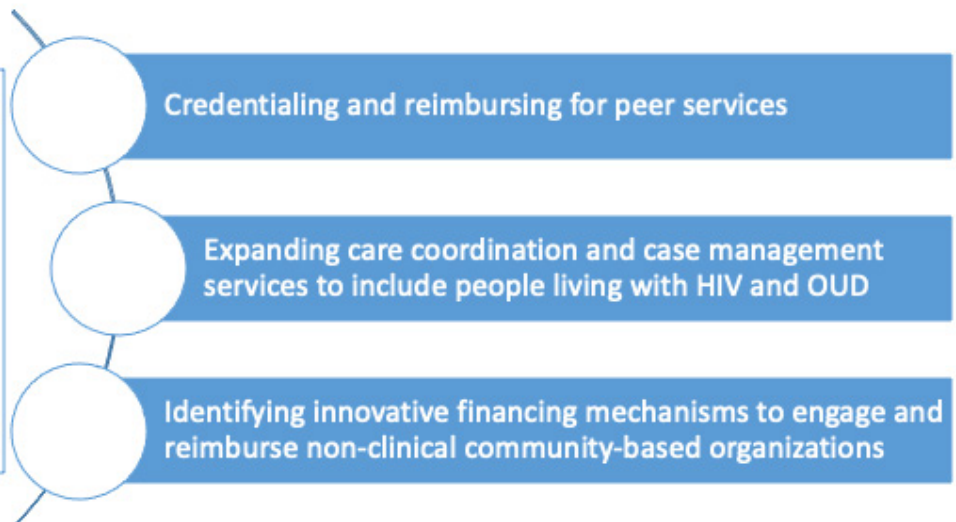 Credentialing and reimbursing for peer services
Expanding care coordination and case management
services to include people living with HIV and OUD
Identifying innovative financing mechanisms to engage and
reimburse non-clinical community-based organizations